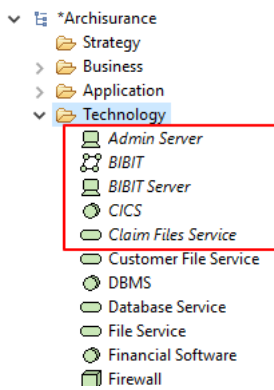 *Archisurance
Strategy
Business
Application
Technology
Admin Server
BIBIT
BIBIT Server
CICS
Claim Files Service
Customer File Service
DBMS
Database Service
File Service
Financial Software
Firewall